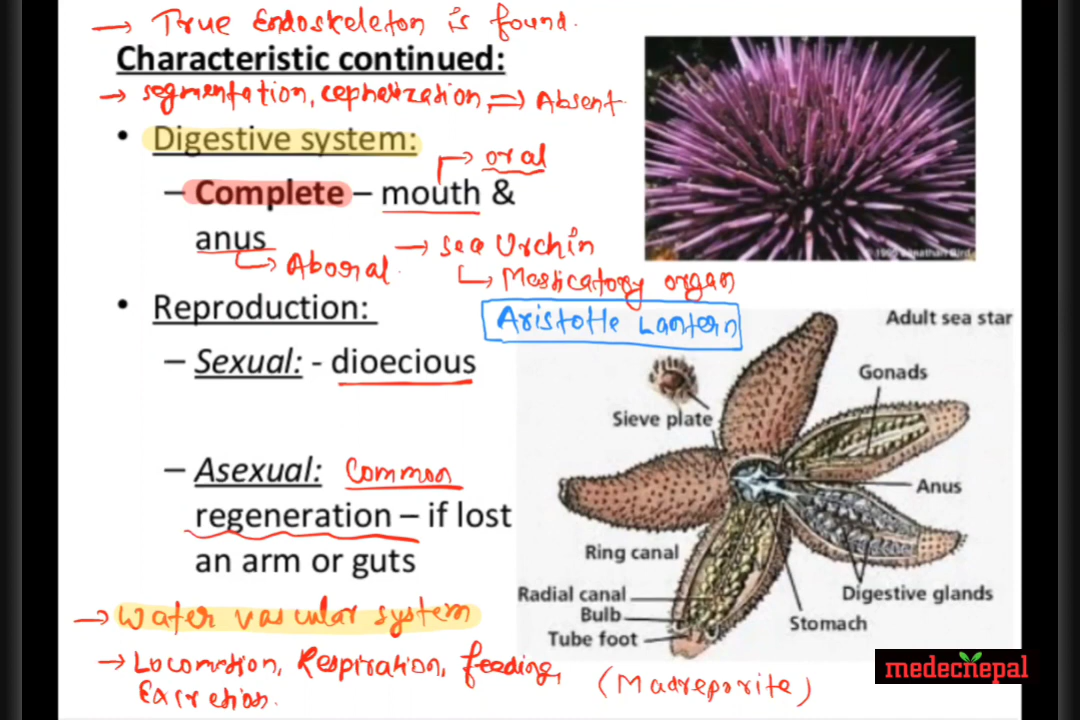 → True Endoskeleton is found.
Characteristic continued:
→ segmentation, cephalization, ⇒ Absent
• Digestive system:
→ oral
– Complete – mouth &
anus
→ Aboral
→ Sea Urchin
↳ Masticatory organ
Aristotle Lantern
© 1995 Jonathan Bird
• Reproduction:
– Sexual: - dioecious
– Asexual: Common
regeneration – if lost
an arm or guts
Adult sea star
Gonads
Sieve plate
Anus
Ring canal
Radial canal
Bulb
Tube foot
Digestive glands
Stomach
→ Water vascular system
→ Locomotion, Respiration, feeding,
Excretion.
(Madreporite)
medecnepal